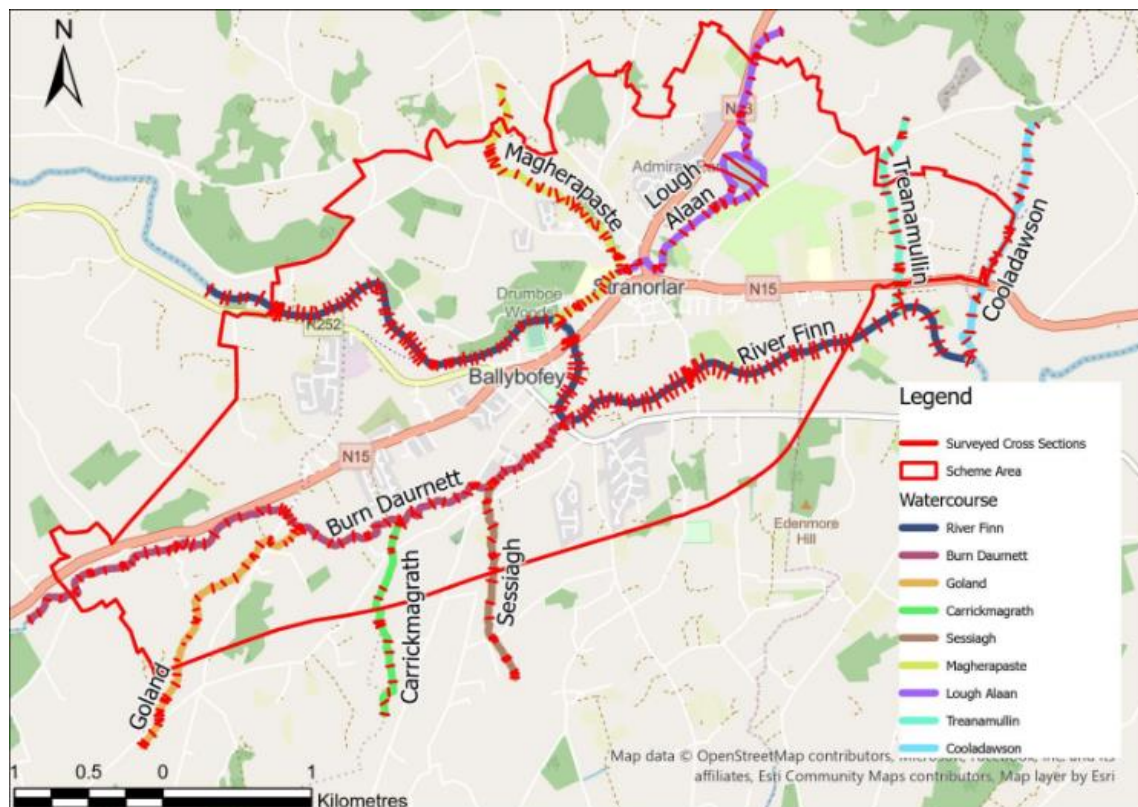 N
N13
Magherapaste
Lough
Alaan
Treanamullin
Cooladawson
Stranorlar
N15
Drumboe
River Finn
Ballybofey
N15
Burn Daurnett
Edenmore
Hill
Carrickmagrath
Sessiagh
Goland
Legend
Surveyed Cross Sections
Scheme Area
Watercourse
River Finn
Burn Daurnett
Goland
Carrickmagrath
Sessiagh
Magherapaste
Lough Alaan
Treanamullin
Cooladawson
1 0.5 0 1
Kilometres
Map data © OpenStreetMap contributors, Microsoft, Facebook, Inc. and its
affiliates, Esri Community Maps contributors, Map layer by Esri